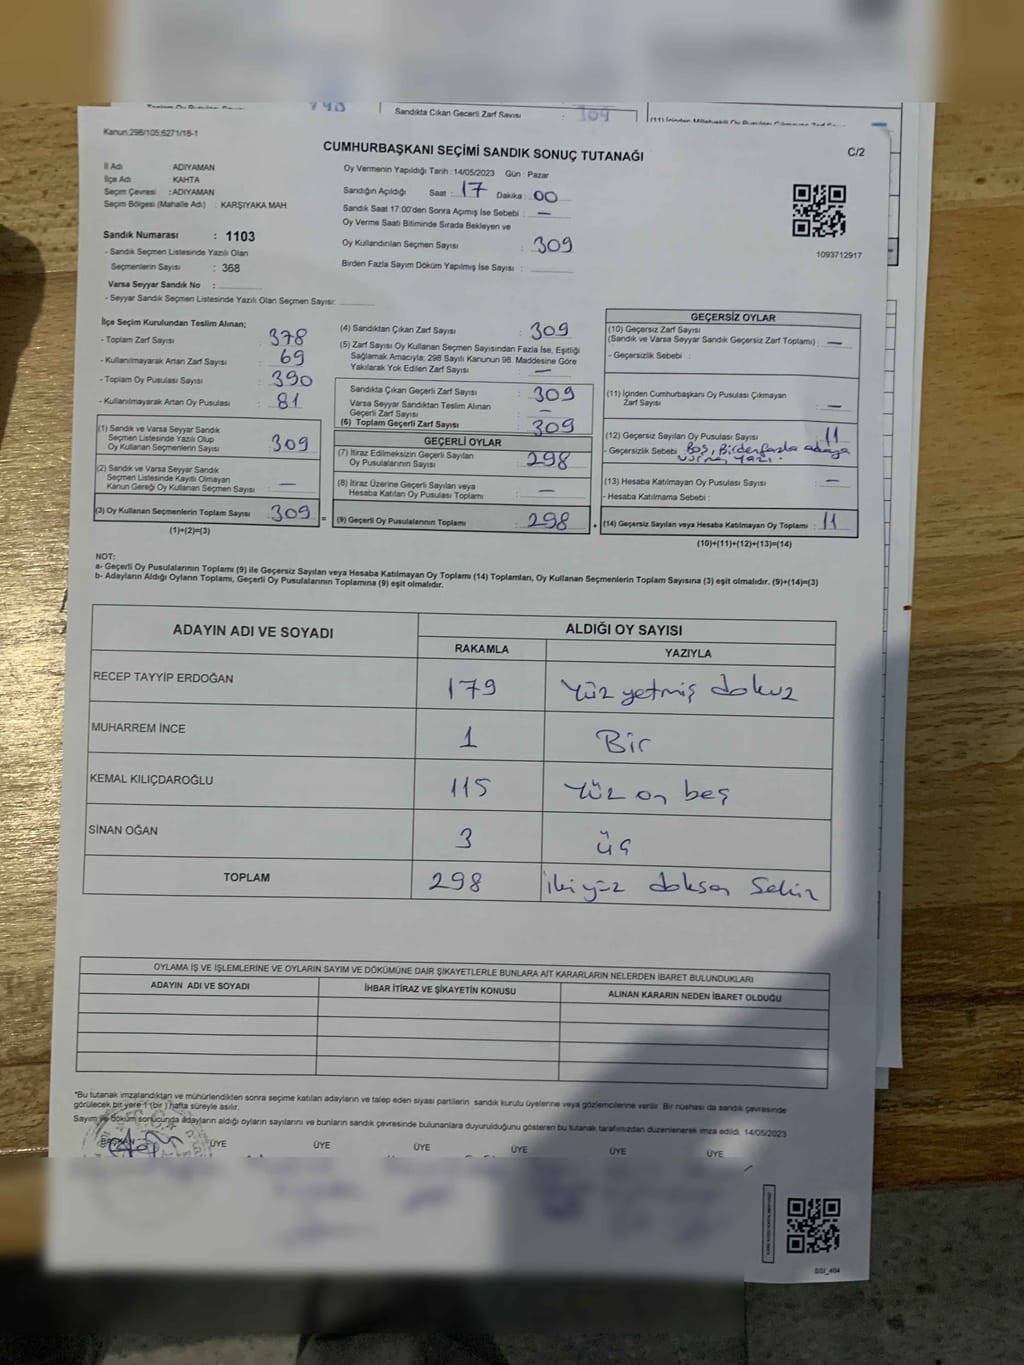 Sandıkta Çıkan Geçerli Zarf Sayısı : 309
Kanun:298/105;6271/18-1
C/2
CUMHURBAŞKANI SEÇİMİ SANDIK SONUÇ TUTANAĞI
İl Adı : ADIYAMAN
İlçe Adı : KAHTA
Seçim Çevresi : ADIYAMAN
Seçim Bölgesi (Mahalle Adı) : KARŞIYAKA MAH.
Sandık Numarası : 1103
- Sandık Seçmen Listesinde Yazılı Olan
Seçmenlerin Sayısı : 368
Varsa Seyyar Sandık No :
- Seyyar Sandık Seçmen Listesinde Yazılı Olan Seçmen Sayısı:
Oy Vermenin Yapıldığı Tarih : 14/05/2023 Gün : Pazar
Sandığın Açıldığı Saat : 17 Dakika : 00
Sandık Saat 17:00'den Sonra Açımış İse Sebebi : —
Oy Verme Saati Bitiminde Sırada Bekleyen ve
Oy Kullandırılan Seçmen Sayısı : 309
Birden Fazla Sayım Döküm Yapılmış İse Sayısı :
1093712917
İlçe Seçim Kurulundan Teslim Alınan;
- Toplam Zarf Sayısı : 378
- Kullanılmayarak Artan Zarf Sayısı : 69
- Toplam Oy Pusulası Sayısı : 390
- Kullanılmayarak Artan Oy Pusulası : 81
(1) Sandık ve Varsa Seyyar Sandık
Seçmen Listesinde Yazılı Olup
Oy Kullanan Seçmenlerin Sayısı : 309
(2) Sandık ve Varsa Seyyar Sandık
Seçmen Listesinde Kaydı Olmayan
Kanun Gereği Oy Kullanan Seçmen Sayısı : —
(3) Oy Kullanan Seçmenlerin Toplam Sayısı : 309
(1)+(2)=(3)
(4) Sandıktan Çıkan Zarf Sayısı : 309
(5) Zarf Sayısı Oy Kullanan Seçmen Sayısından Fazla İse, Eşitliği
Sağlamak Amacıyla; 298 Sayılı Kanunun 98. Maddesine Göre
Yakılarak Yok Edilen Zarf Sayısı : —
Sandıkta Çıkan Geçerli Zarf Sayısı : 309
Varsa Seyyar Sandıktan Teslim Alınan
Geçerli Zarf Sayısı : —
(6) Toplam Geçerli Zarf Sayısı : 309
GEÇERLİ OYLAR
(7) İtiraz Edilmeksizin Geçerli Sayılan
Oy Pusulasının Sayısı : 298
(8) İtiraz Üzerine Geçerli Sayılan veya
Hesaba Katılan Oy Pusulası Toplamı : —
= (9) Geçerli Oy Pusulalarının Toplamı : 298
GEÇERSİZ OYLAR
(10) Geçersiz Zarf Sayısı
(Sandık ve Varsa Seyyar Sandık Geçersiz Zarf Toplamı) : —
- Geçersizlik Sebebi :
(11) İçinden Cumhurbaşkanı Oy Pusulası Çıkmayan
Zarf Sayısı : —
(12) Geçersiz Sayılan Oy Pusulası Sayısı : 11
- Geçersizlik Sebebi : Boş, Birden fazla adaya
(13) Hesaba Katılmayan Oy Pusulası Sayısı : —
- Hesaba Katılmama Sebebi :
+ (14) Geçersiz Sayılan veya Hesaba Katılmayan Oy Toplamı : 11
(10)+(11)+(12)+(13)=(14)
NOT:
a- Geçerli Oy Pusulalarının Toplamı (9) ile Geçersiz Sayılan veya Hesaba Katılmayan Oy Toplamı (14) Toplamları, Oy Kullanan Seçmenlerin Toplam Sayısına (3) eşit olmalıdır. (9)+(14)=(3)
b- Adayların Aldığı Oyların Toplamı, Geçerli Oy Pusulalarının Toplamına (9) eşit olmalıdır.
ADAYIN ADI VE SOYADI
ALDIĞI OY SAYISI
RAKAMLA YAZIYLA
RECEP TAYYİP ERDOĞAN 179 Yüz yetmiş dokuz
MUHARREM İNCE 1 Bir
KEMAL KILIÇDAROĞLU 115 Yüz on beş
SİNAN OĞAN 3 üç
TOPLAM 298 İki yüz doksan sekiz
OYLAMA İŞ VE İŞLEMLERİNE VE OYLARIN SAYIM VE DÖKÜMÜNE DAİR ŞİKAYETLERLE BUNLARA AİT KARARLARIN NELERDEN İBARET BULUNDUKLARI
ADAYIN ADI VE SOYADI İHBAR İTİRAZ VE ŞİKAYETİN KONUSU ALINAN KARARIN NEDEN İBARET OLDUĞU
*Bu tutanak imzalandıktan ve mühürlendikten sonra seçime katılan adayların ve talep eden siyasi partilerin sandık kurulu üyelerine veya gözlemcilerine verilir. Bir nüshası da sandık çevresinde
görülecek bir yere 1 (bir) hafta süreyle asılır.
Sayım ve döküm sonucunda adayların aldığı oyların sayılarını ve bunların sandık çevresinde bulunanlara duyurulduğunu gösteren bu tutanak tarafımızdan düzenlenerek imza edildi. 14/05/2023
BAŞKAN ÜYE ÜYE ÜYE ÜYE ÜYE ÜYE